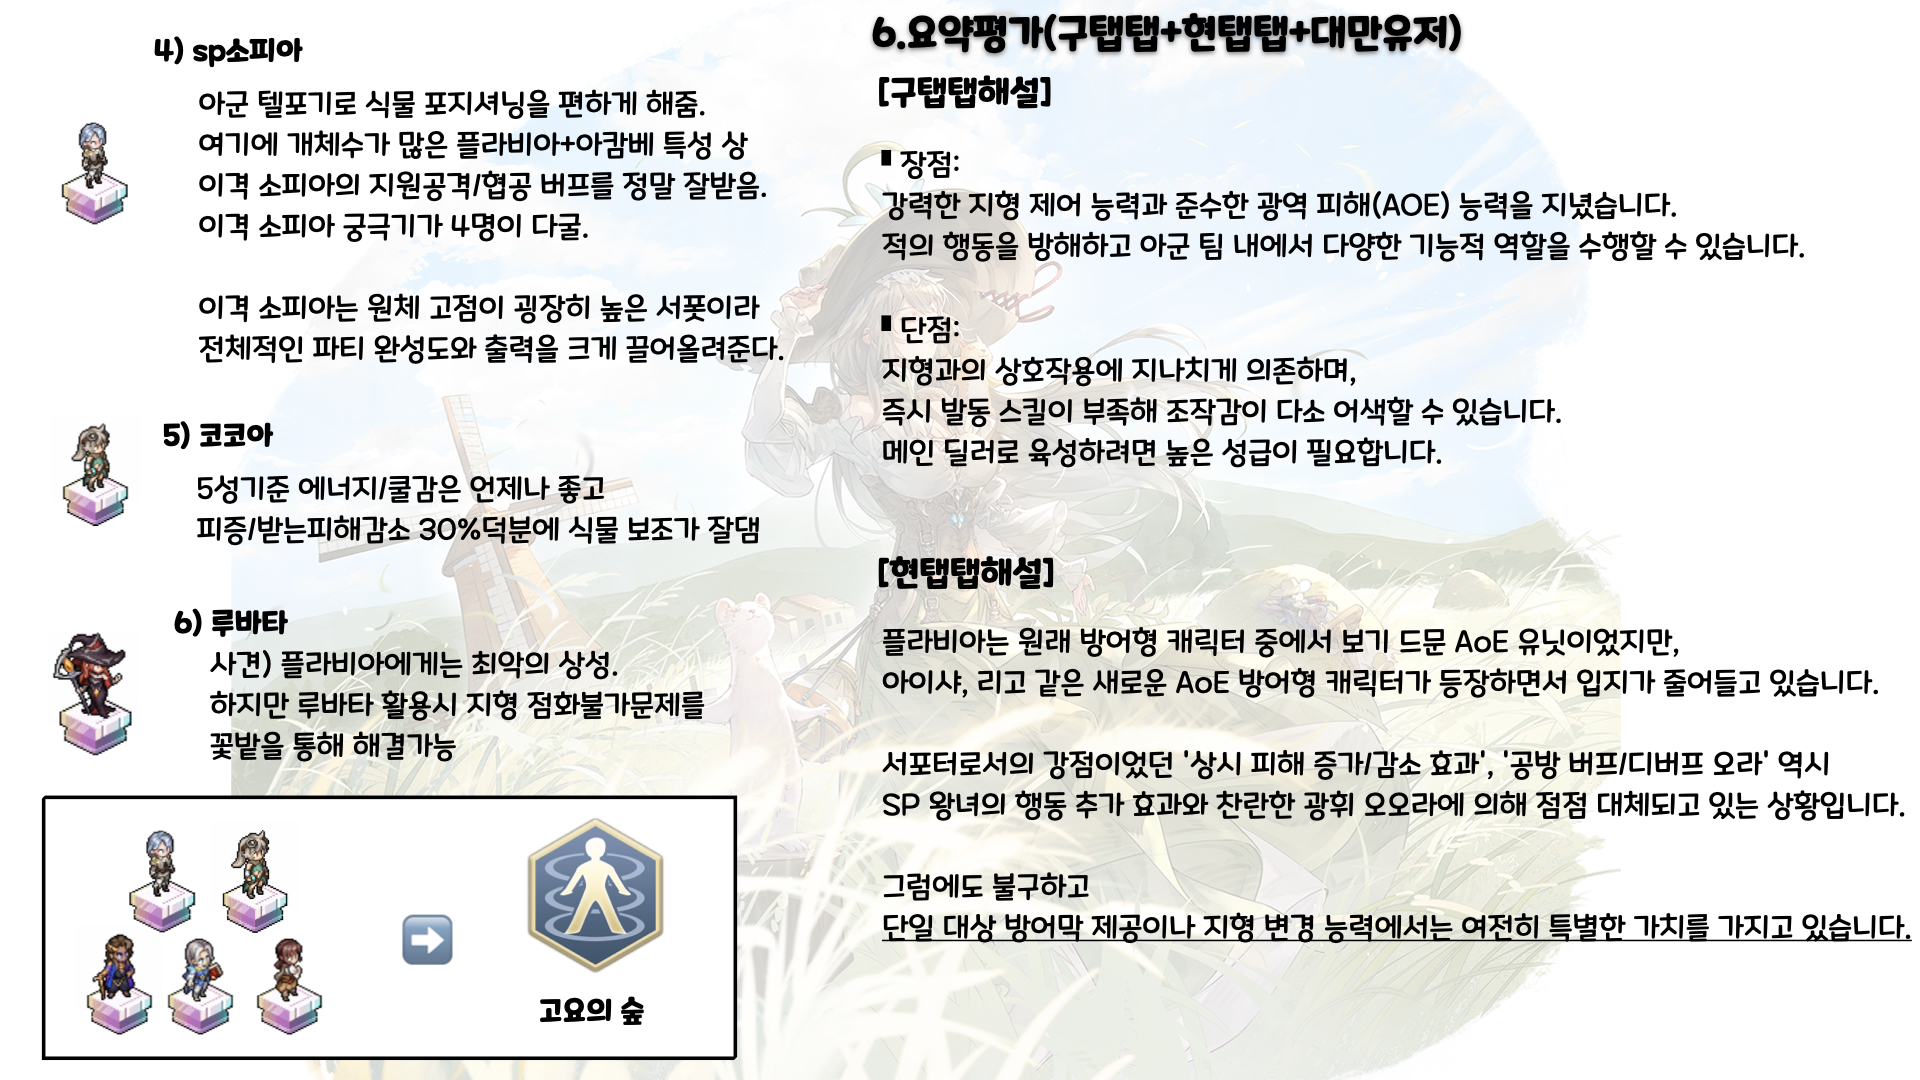 4) sp소피아
아군 텔포기로 식물 포지셔닝을 편하게 해줌.
여기에 개체수가 많은 플라비아+아캄베 특성 상
이격 소피아의 지원공격/협공 버프를 정말 잘받음.
이격 소피아 궁극기가 4명이 다굴.
이격 소피아는 원체 고점이 굉장히 높은 서폿이라
전체적인 파티 완성도와 출력을 크게 끌어올려준다.
5) 코코아
5성기준 에너지/쿨감은 언제나 좋고
피증/받는피해감소 30%덕분에 식물 보조가 잘댐
6) 루바타
사견) 플라비아에게는 최악의 상성.
하지만 루바타 활용시 지형 점화불가문제를
꽃밭을 통해 해결가능
고요의 숲
6.요약평가(구탭탭+현탭탭+대만유저)
[구탭탭해설]
장점:
강력한 지형 제어 능력과 준수한 광역 피해(AOE) 능력을 지녔습니다.
적의 행동을 방해하고 아군 팀 내에서 다양한 기능적 역할을 수행할 수 있습니다.
단점:
지형과의 상호작용에 지나치게 의존하며,
즉시 발동 스킬이 부족해 조작감이 다소 어색할 수 있습니다.
메인 딜러로 육성하려면 높은 성급이 필요합니다.
[현탭탭해설]
플라비아는 원래 방어형 캐릭터 중에서 보기 드문 AoE 유닛이었지만,
아이샤, 리고 같은 새로운 AoE 방어형 캐릭터가 등장하면서 입지가 줄어들고 있습니다.
서포터로서의 강점이었던 '상시 피해 증가/감소 효과', '공방 버프/디버프 오라' 역시
SP 왕녀의 행동 추가 효과와 찬란한 광휘 오오라에 의해 점점 대체되고 있는 상황입니다.
그럼에도 불구하고
단일 대상 방어막 제공이나 지형 변경 능력에서는 여전히 특별한 가치를 가지고 있습니다.